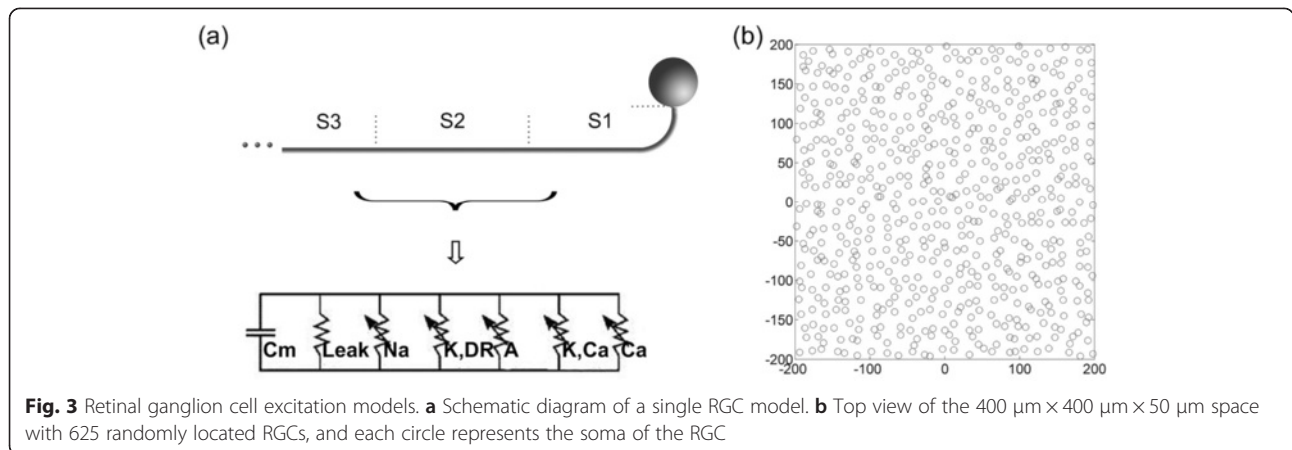 (a)
(b)
S3
S2
S1
Cm
Leak
Na
K,DR
A
K,Ca
Ca
200
150
100
50
0
-50
-100
-150
-200
-200
-100
0
100
200
Fig. 3 Retinal ganglion cell excitation models. a Schematic diagram of a single RGC model. b Top view of the 400 μm × 400 μm × 50 μm space
with 625 randomly located RGCs, and each circle represents the soma of the RGC